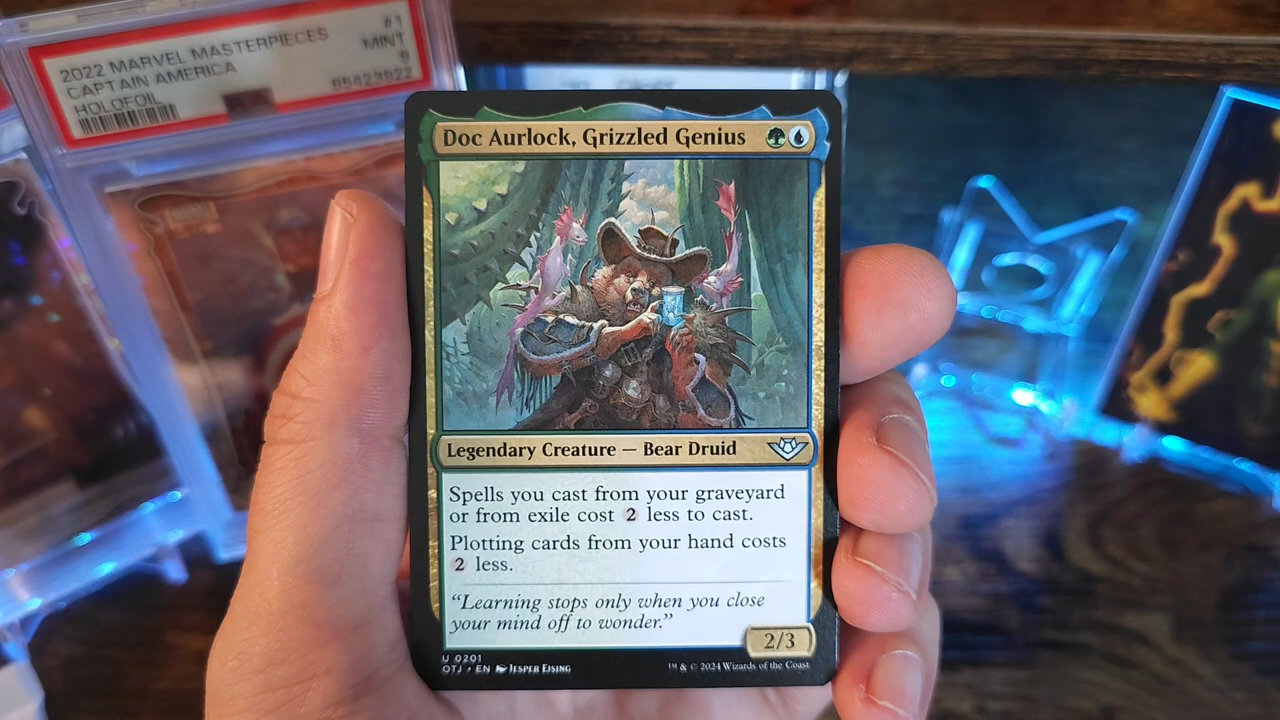 2022 MARVEL MASTERPIECES
#1
CAPTAIN AMERICA
MINT
HOLOFOIL
9
85423922
Doc Aurlock, Grizzled Genius
Legendary Creature — Bear Druid
Spells you cast from your graveyard
or from exile cost 2 less to cast.
Plotting cards from your hand costs
2 less.
“Learning stops only when you close
your mind off to wonder.”
2/3
U 0201
OTJ • EN JESPER EJSING
™ & © 2024 Wizards of the Coast